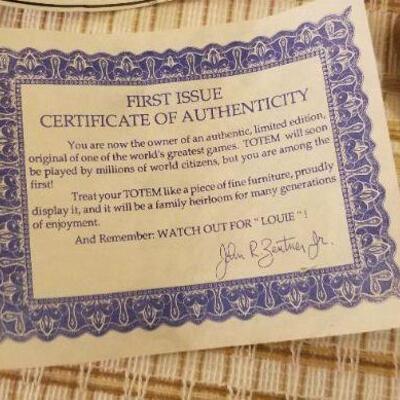 FIRST ISSUE
CERTIFICATE OF AUTHENTICITY
You are now the owner of an authentic, limited edition,
original of one of the world's greatest games. TOTEM will soon
be played by millions of world citizens, but you are among the
first!
Treat your TOTEM like a piece of fine furniture, proudly
display it, and it will be a family heirloom for many generations
of enjoyment.
And Remember: WATCH OUT FOR " LOUIE " !
John R. Zentner Jr.